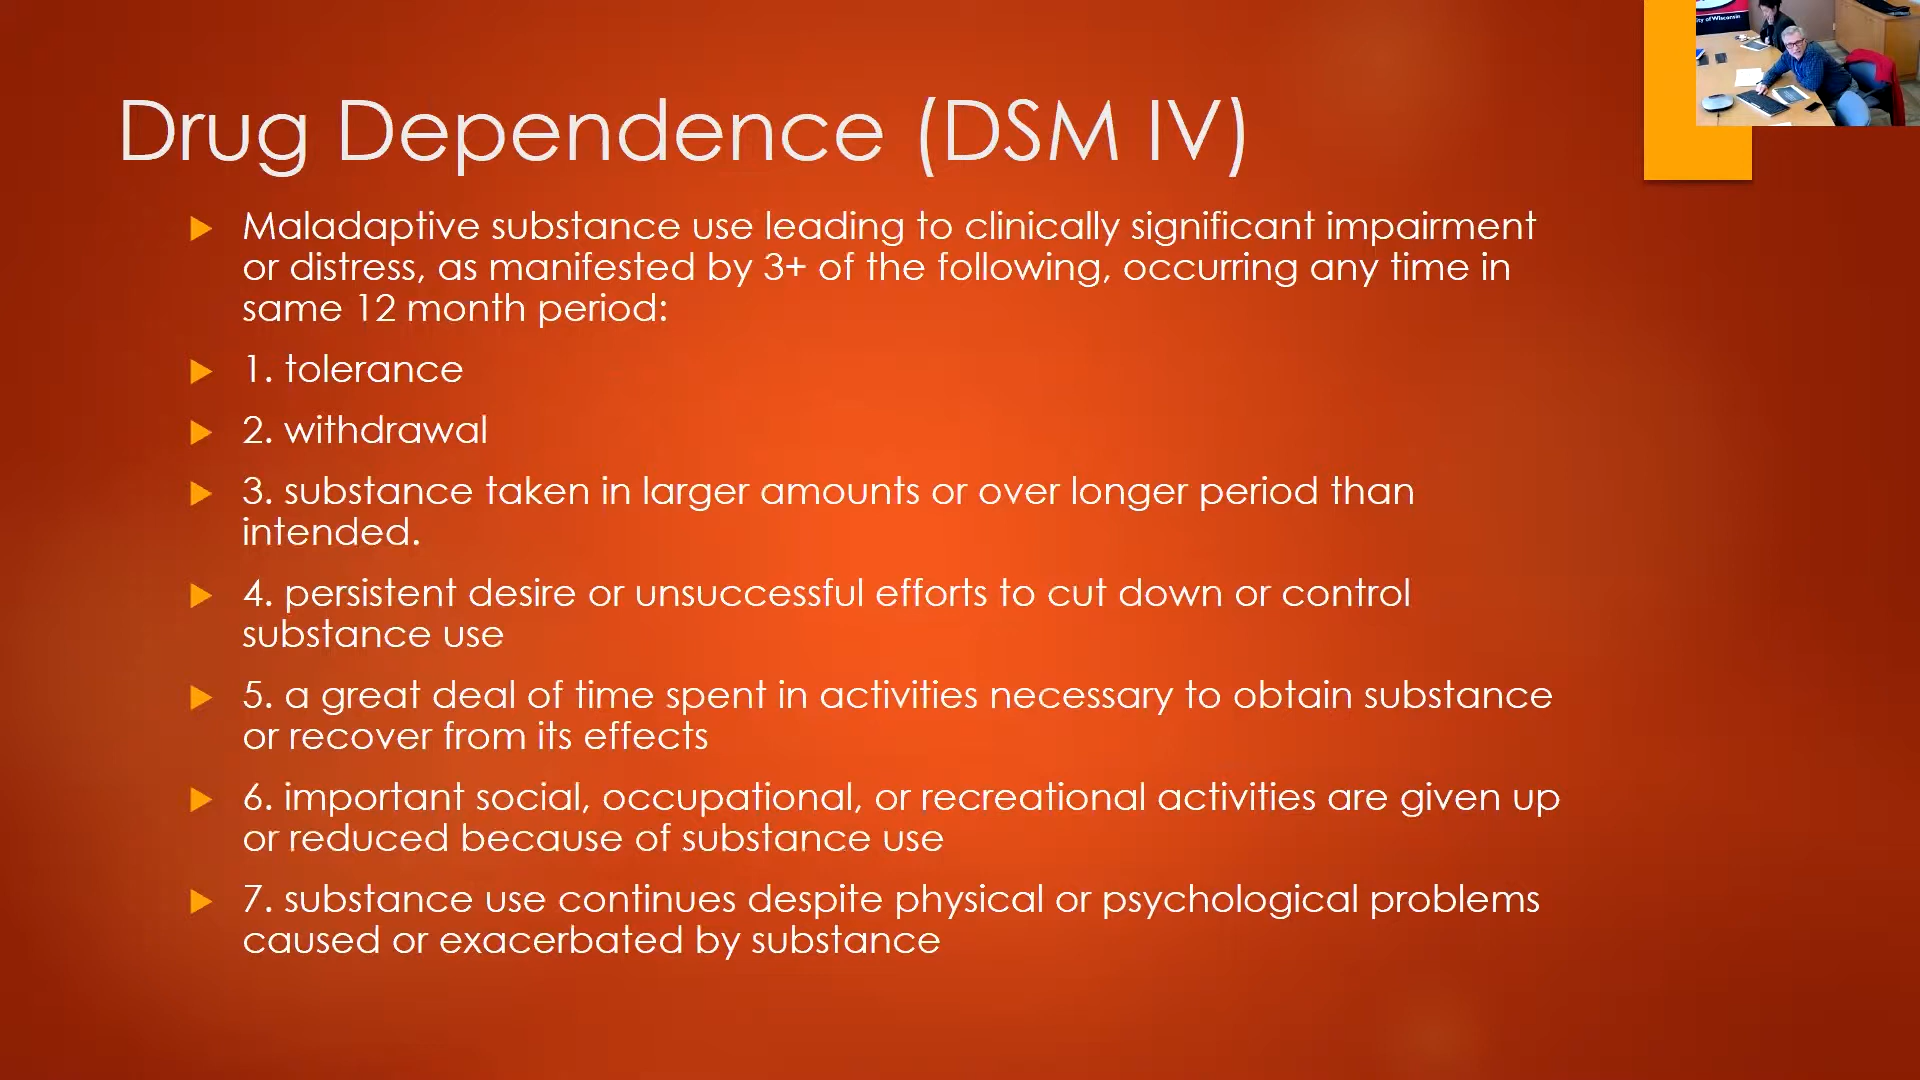 ity of Wisconsin
Drug Dependence (DSM IV)
Maladaptive substance use leading to clinically significant impairment
or distress, as manifested by 3+ of the following, occurring any time in
same 12 month period:
1. tolerance
2. withdrawal
3. substance taken in larger amounts or over longer period than
intended.
4. persistent desire or unsuccessful efforts to cut down or control
substance use
5. a great deal of time spent in activities necessary to obtain substance
or recover from its effects
6. important social, occupational, or recreational activities are given up
or reduced because of substance use
7. substance use continues despite physical or psychological problems
caused or exacerbated by substance